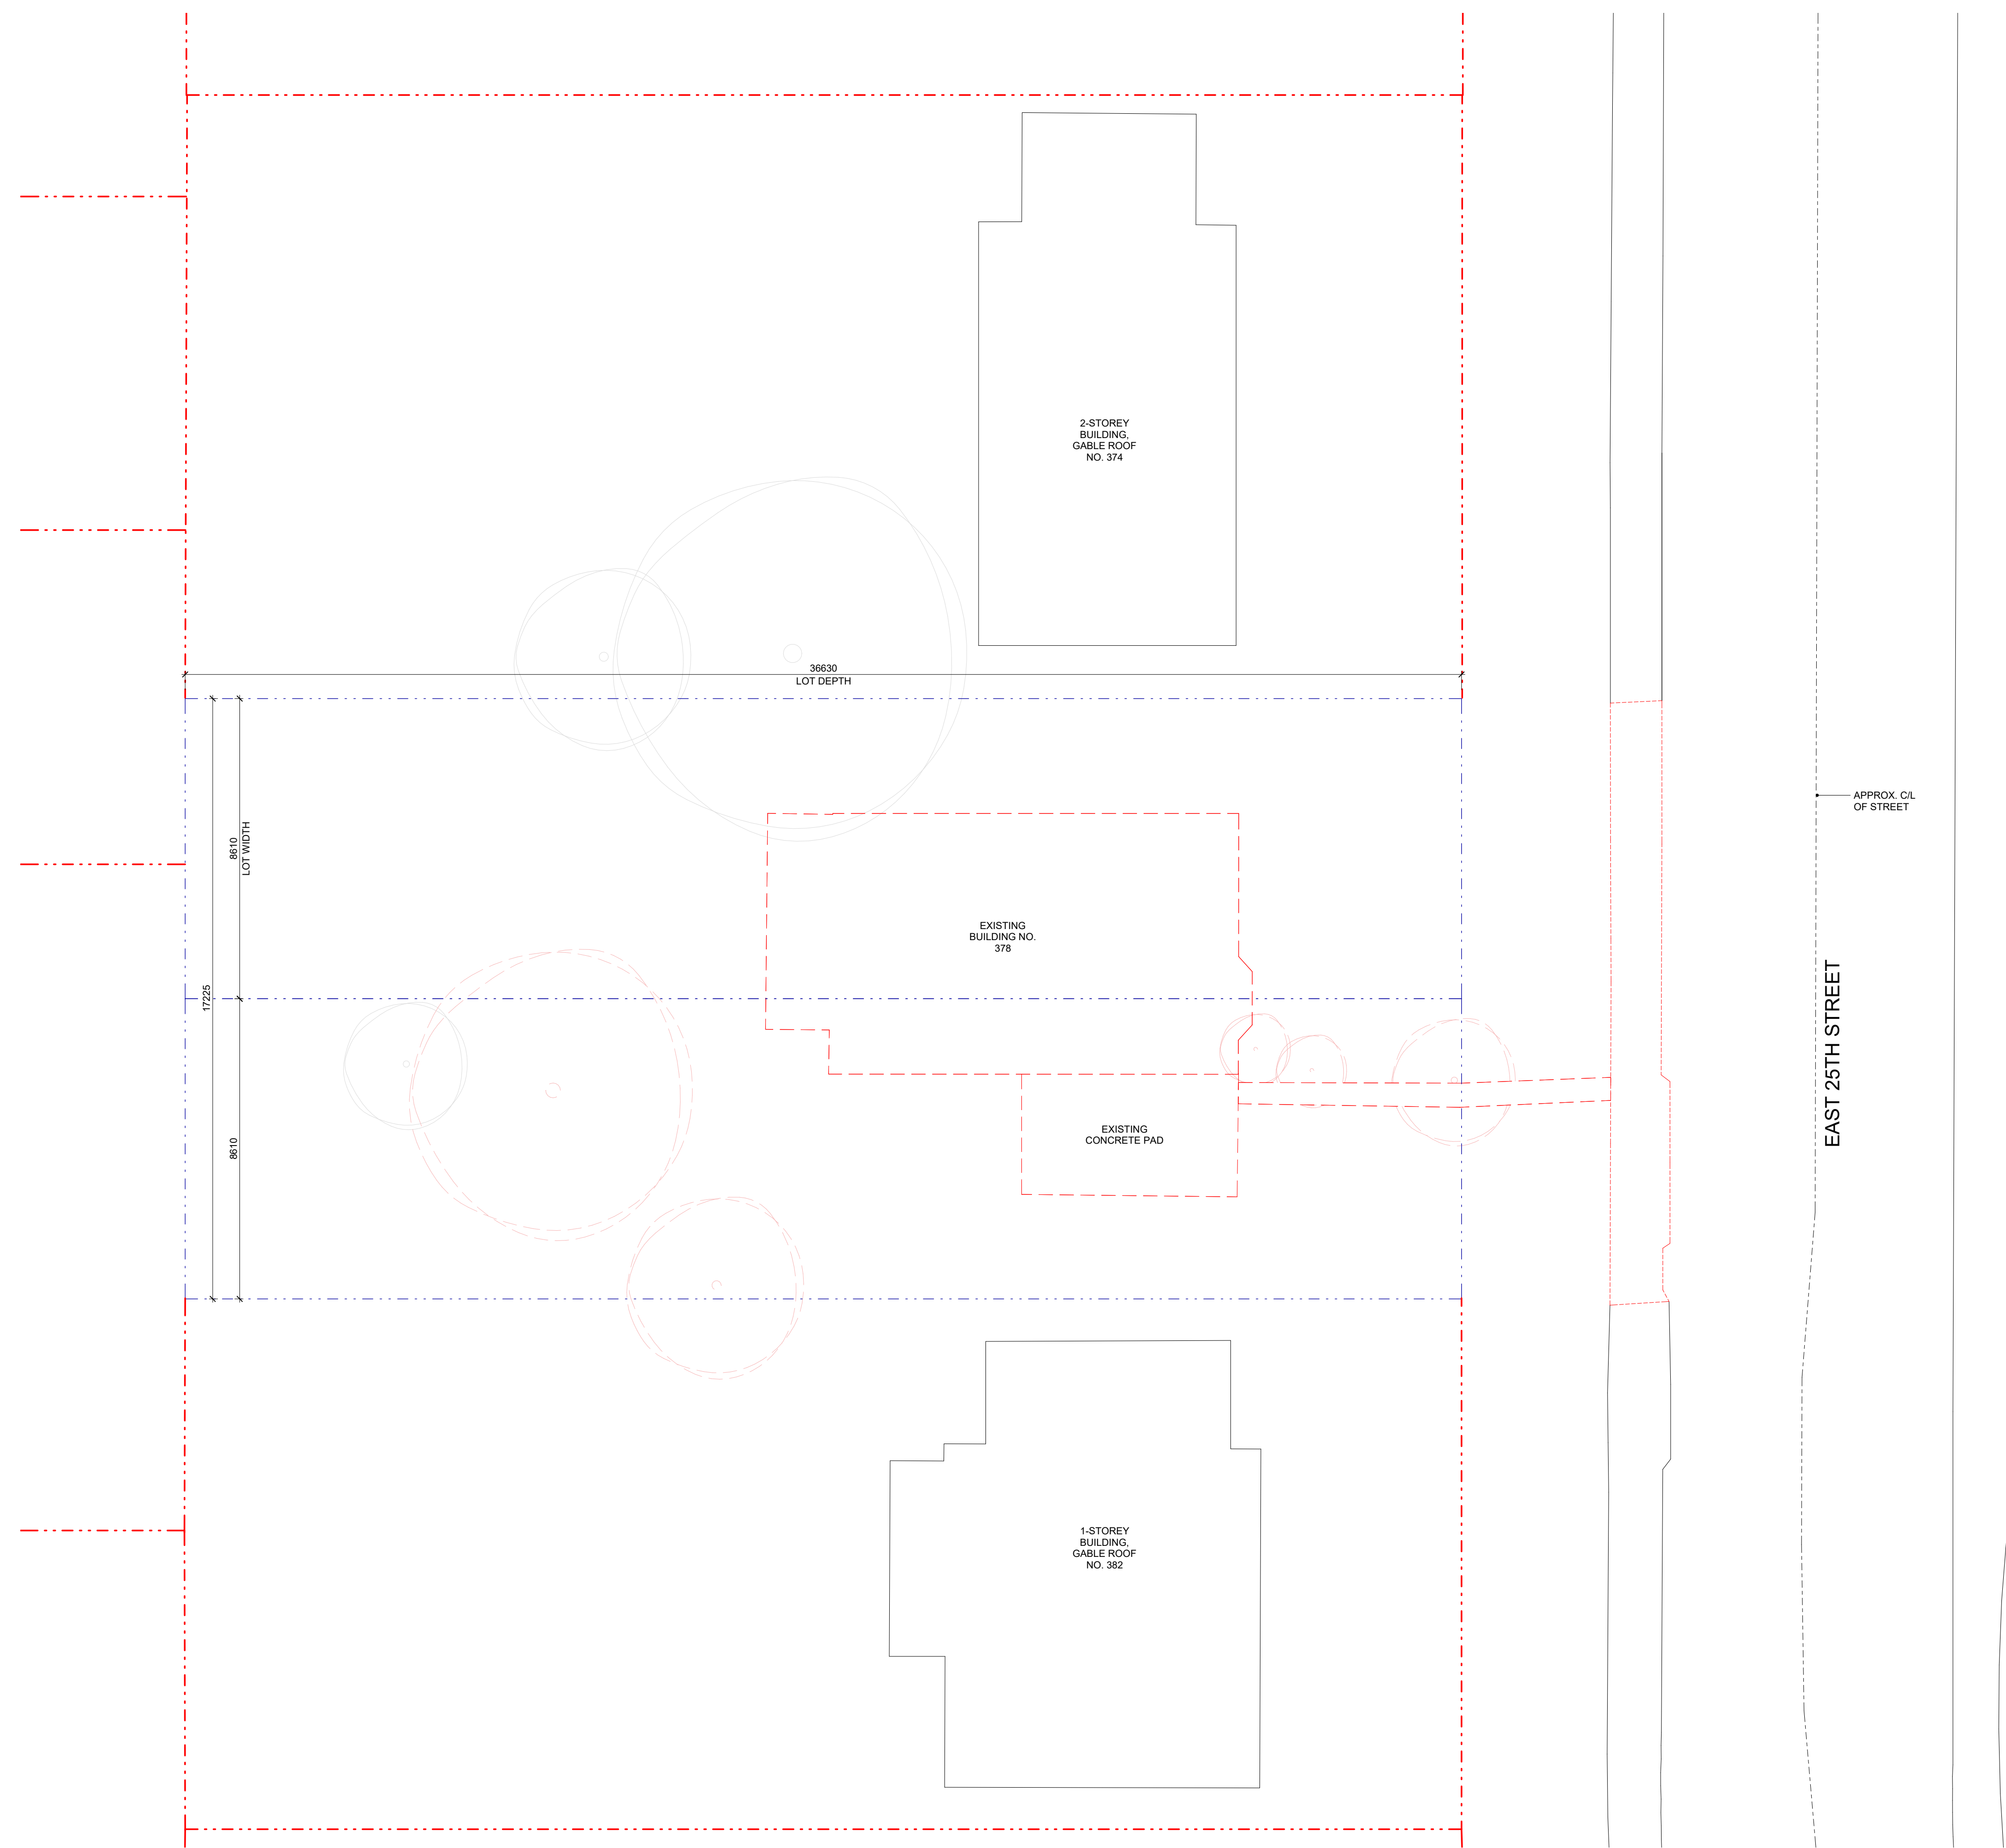 2-STOREY
BUILDING,
GABLE ROOF
NO. 374
36630
LOT DEPTH
APPROX. C/L
OF STREET
8610
LOT WIDTH
EXISTING
BUILDING NO.
378
17225
EAST 25TH STREET
EXISTING
CONCRETE PAD
8610
1-STOREY
BUILDING,
GABLE ROOF
NO. 382